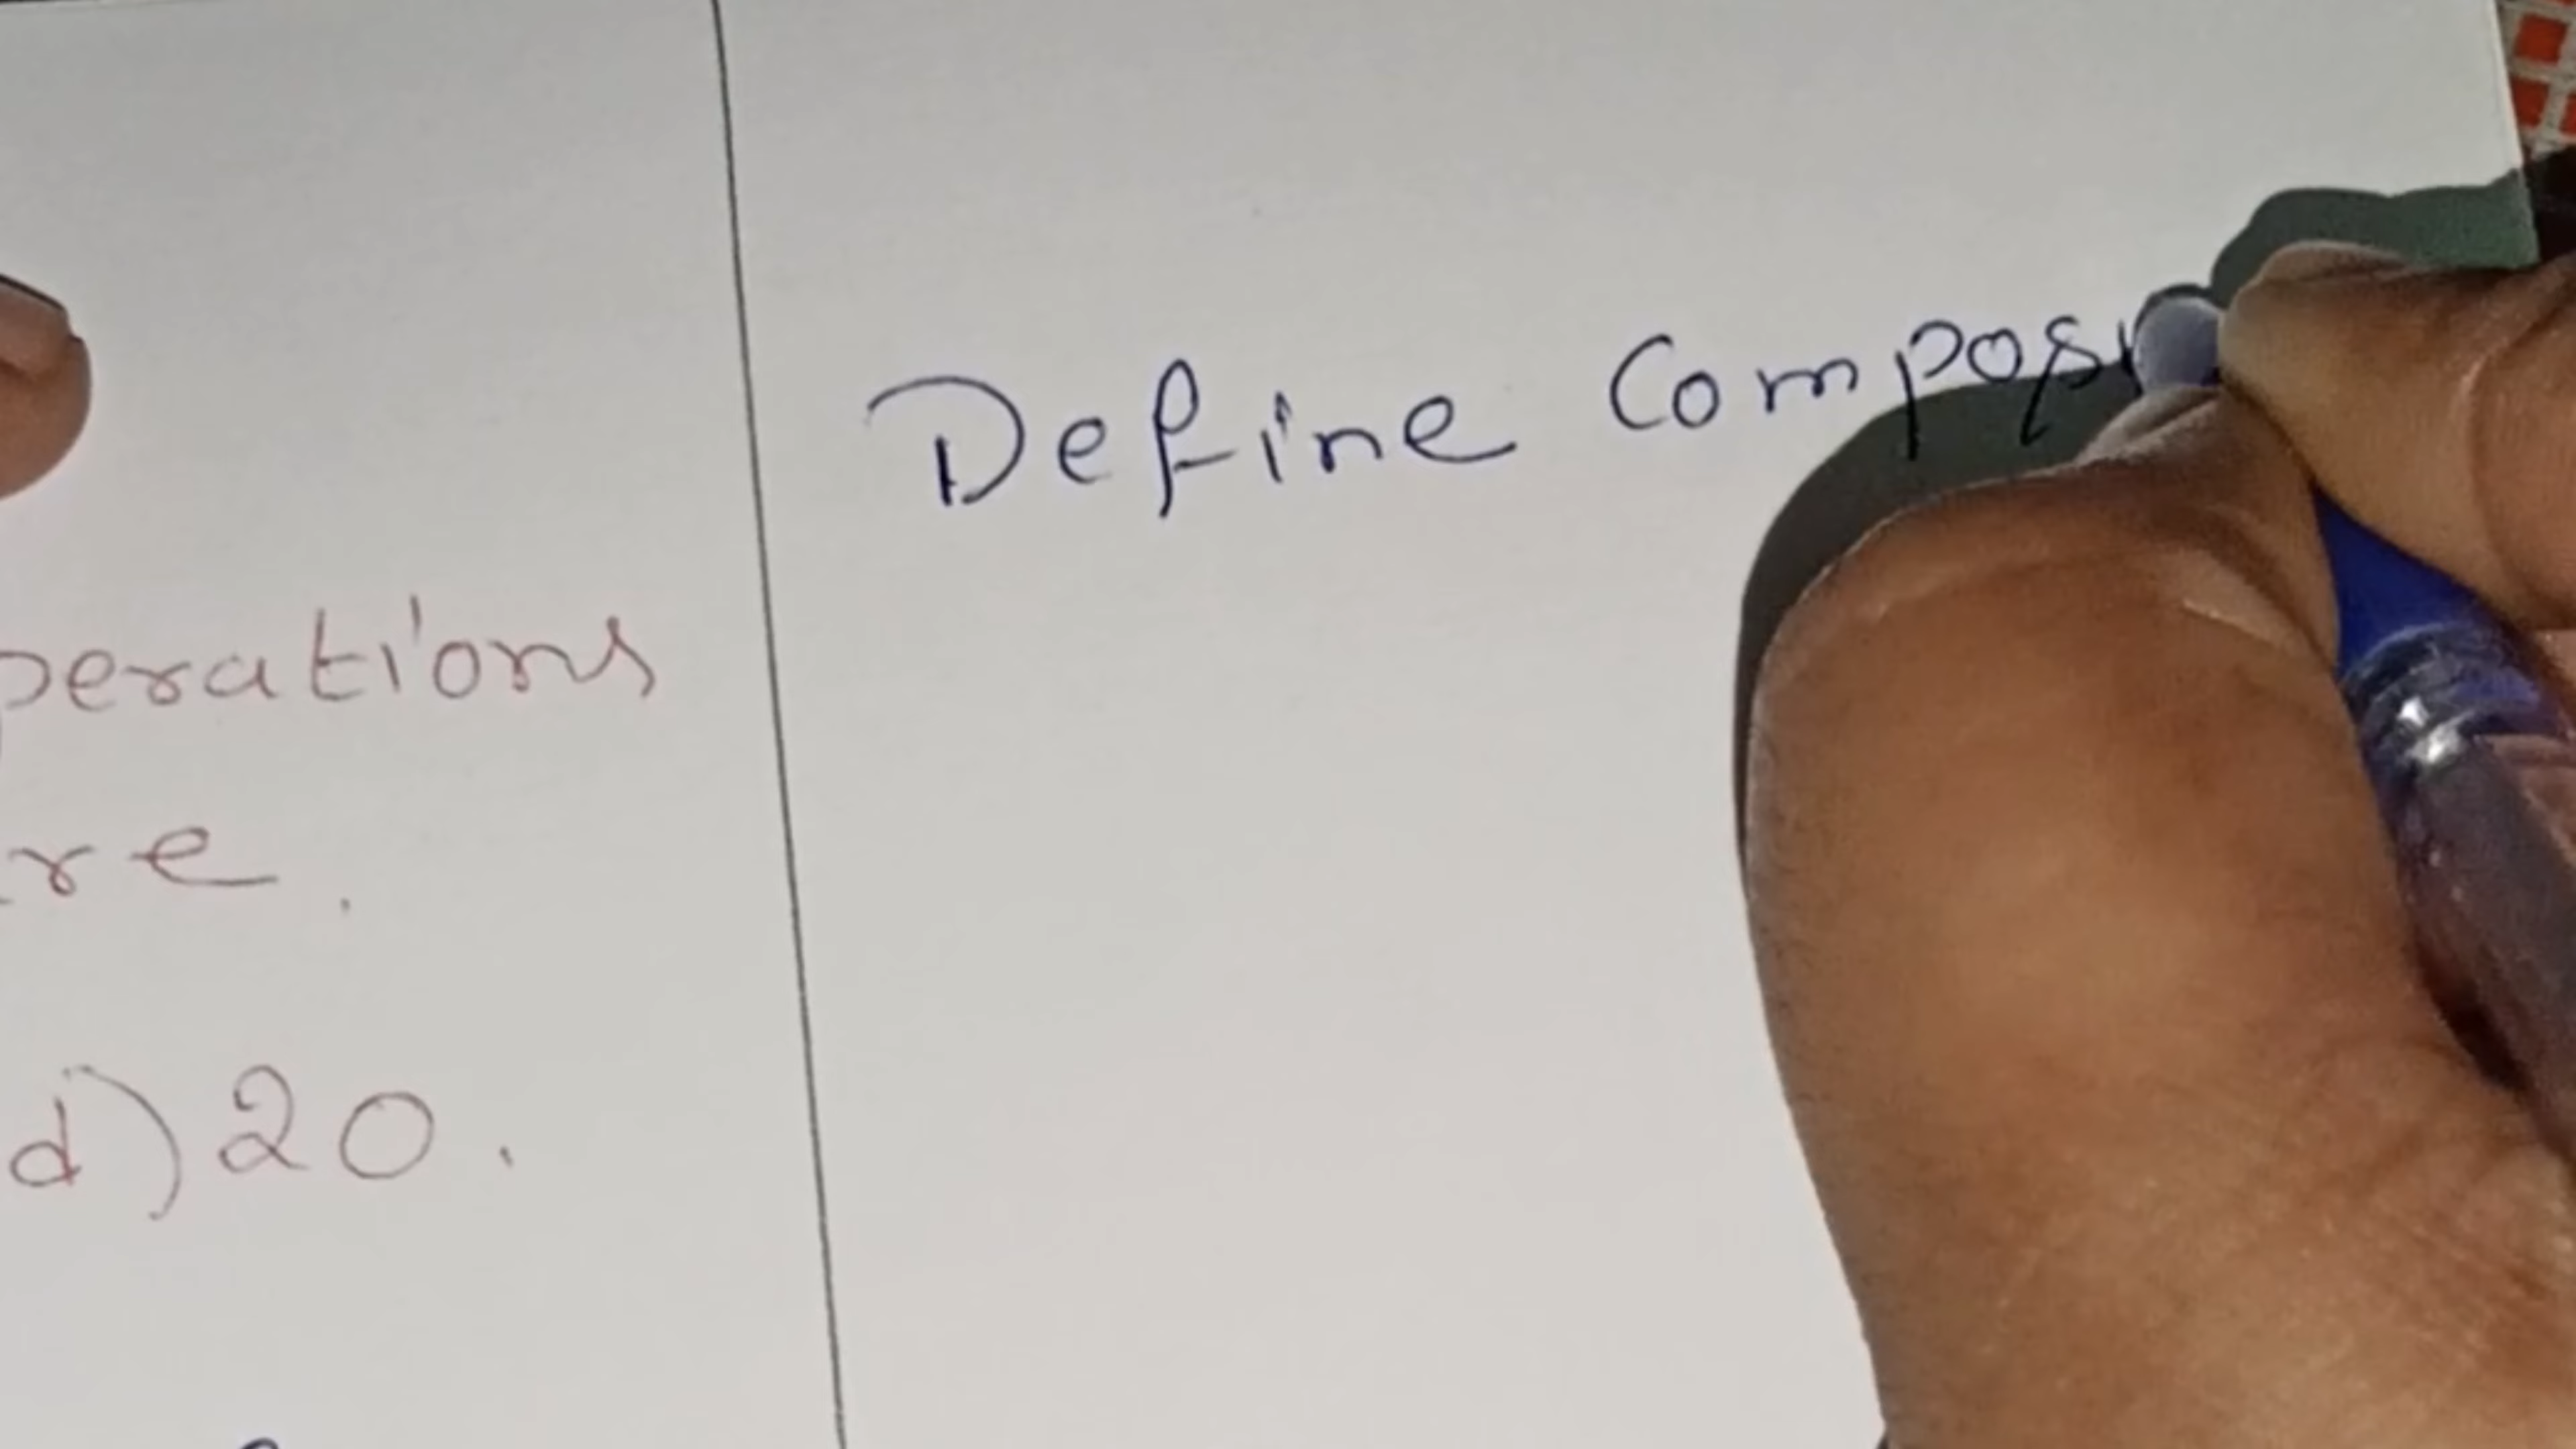 Define Compos
perations
re.
d) 20.